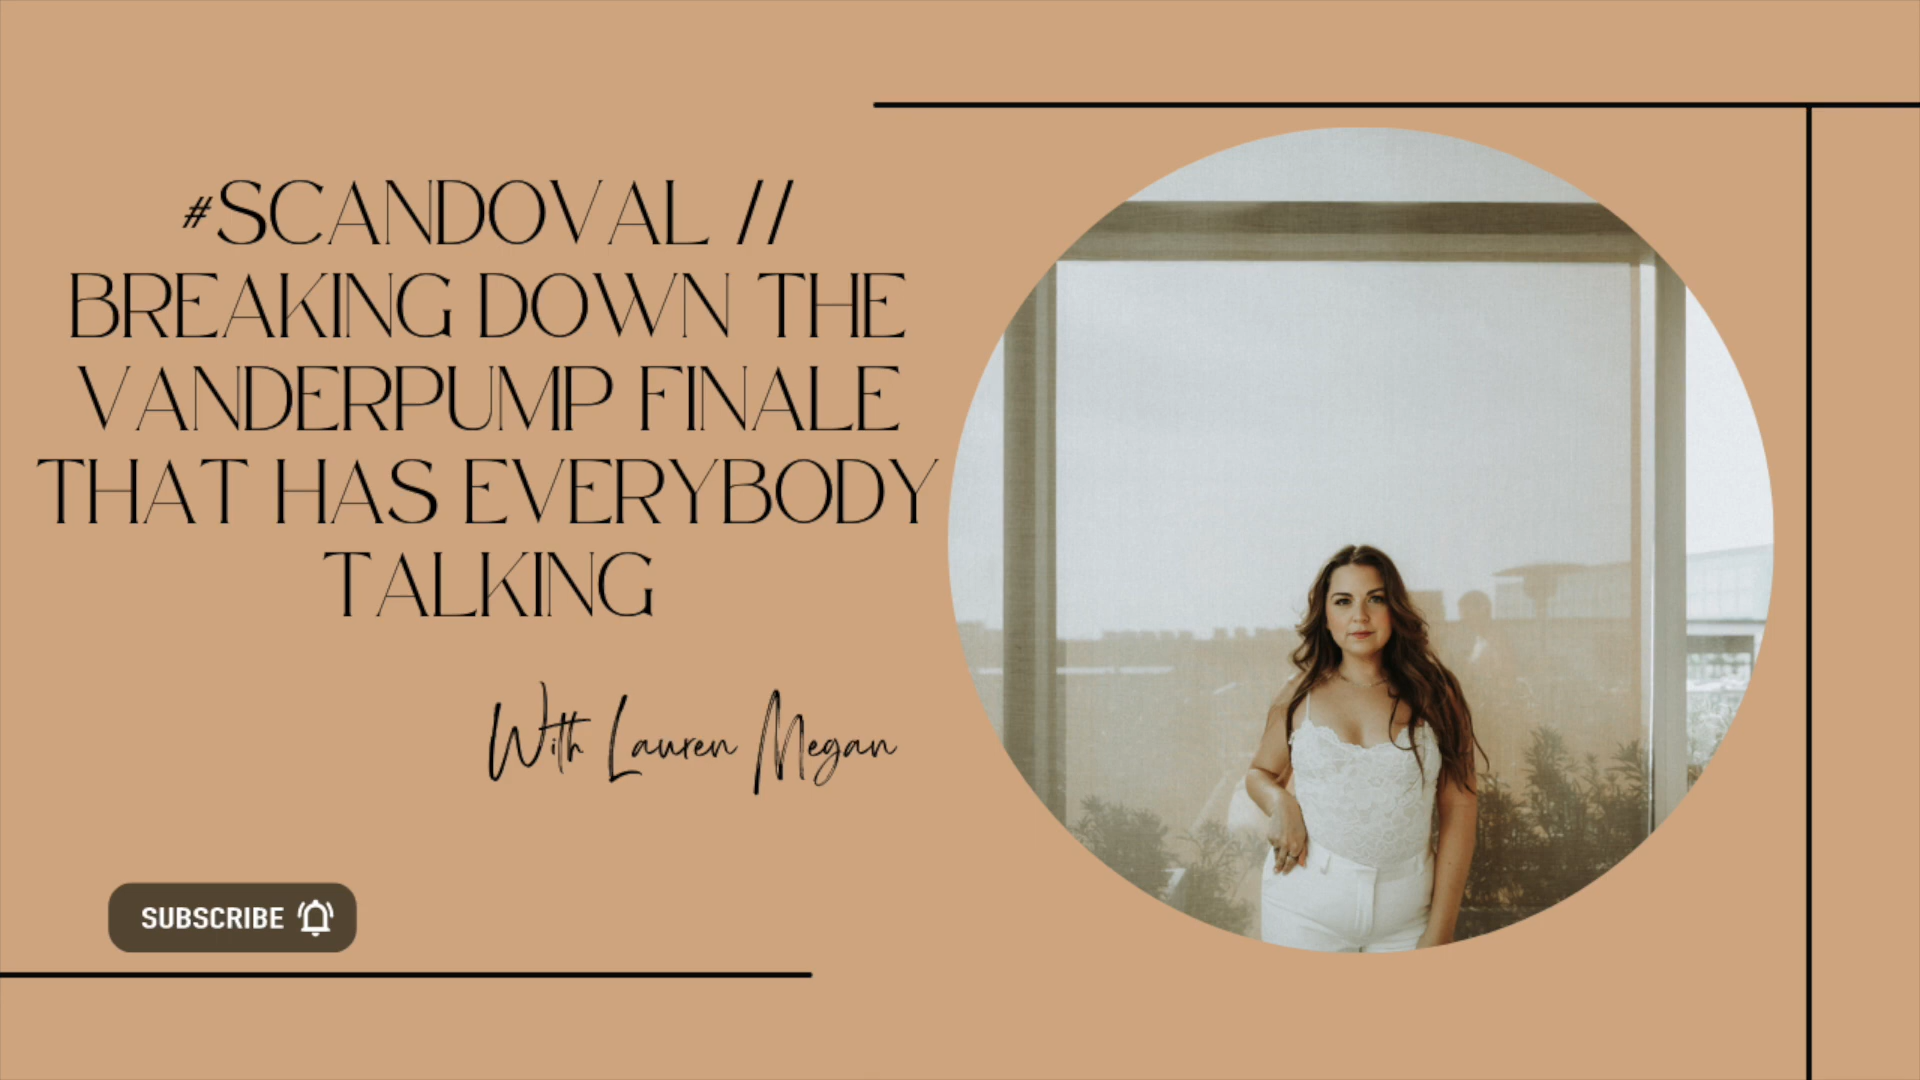 #SCANDOVAL //
BREAKING DOWN THE
VANDERPUMP FINALE
THAT HAS EVERYBODY
TALKING
With Lauren Megan
SUBSCRIBE